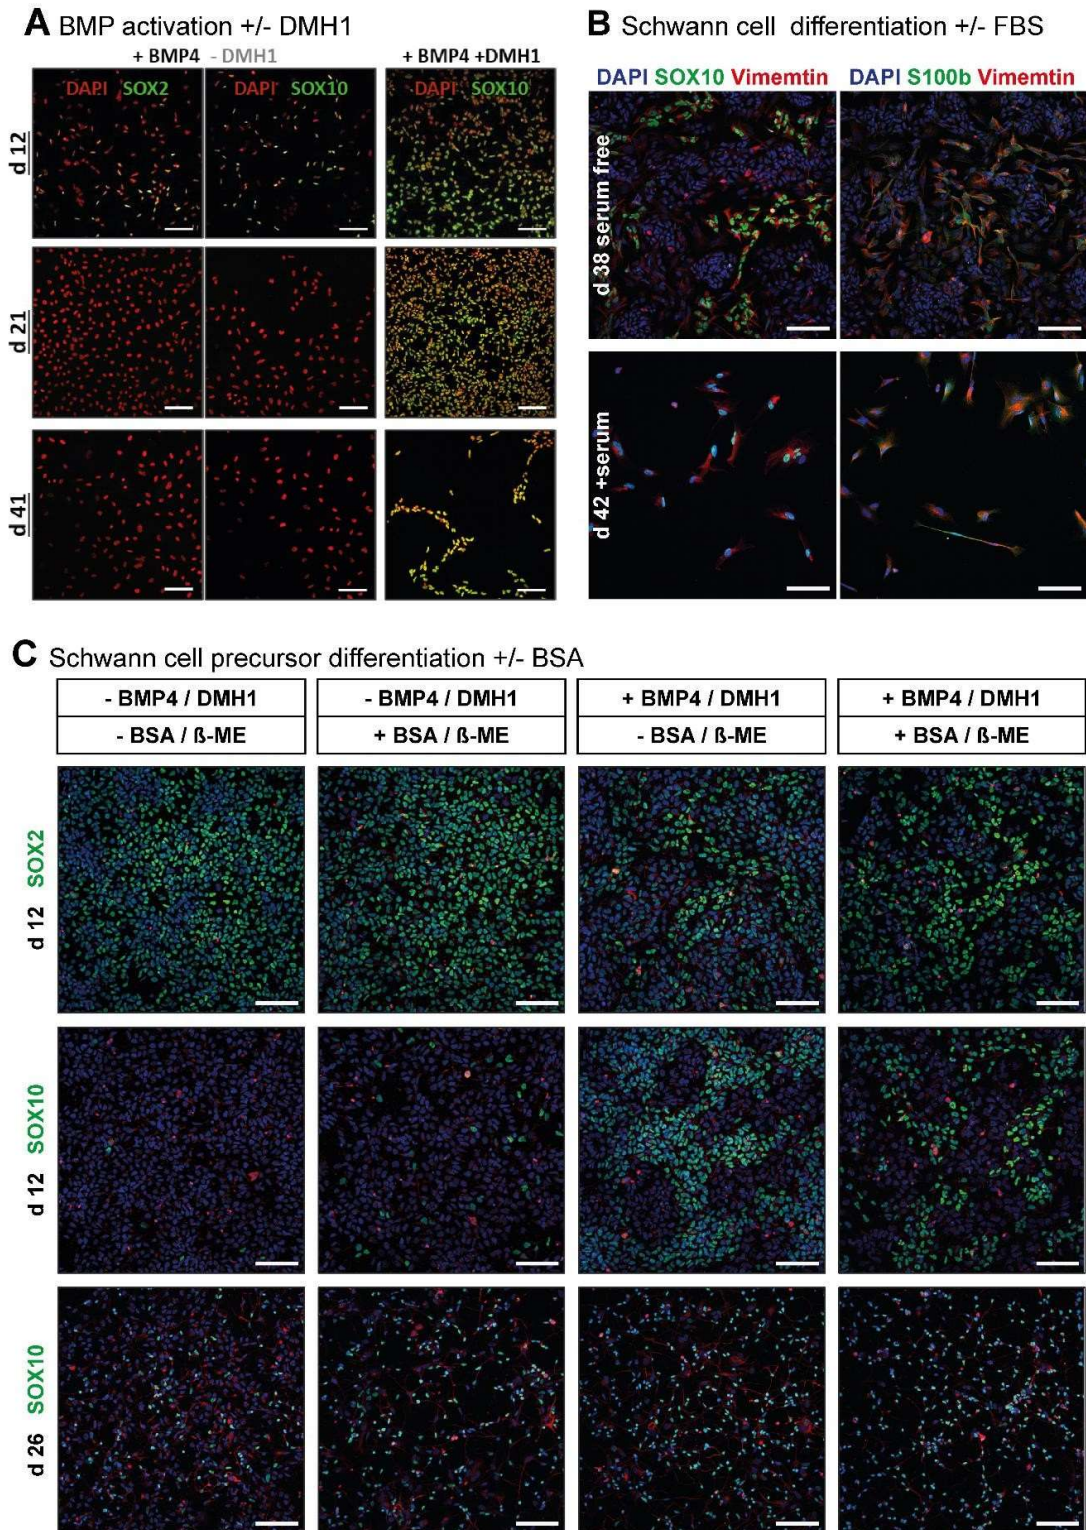 A BMP activation +/- DMH1
+ BMP4 - DMH1
+ BMP4 +DMH1
DAPI SOX2
DAPI SOX10
DAPI SOX10
d 12
d 21
d 41
B Schwann cell differentiation +/- FBS
DAPI SOX10 Vimemtin
DAPI S100b Vimemtin
d 38 serum free
d 42 +serum
C Schwann cell precursor differentiation +/- BSA
- BMP4 / DMH1
- BSA / ß-ME
- BMP4 / DMH1
+ BSA / ß-ME
+ BMP4 / DMH1
- BSA / ß-ME
+ BMP4 / DMH1
+ BSA / ß-ME
d 12 SOX2
d 12 SOX10
d 26 SOX10